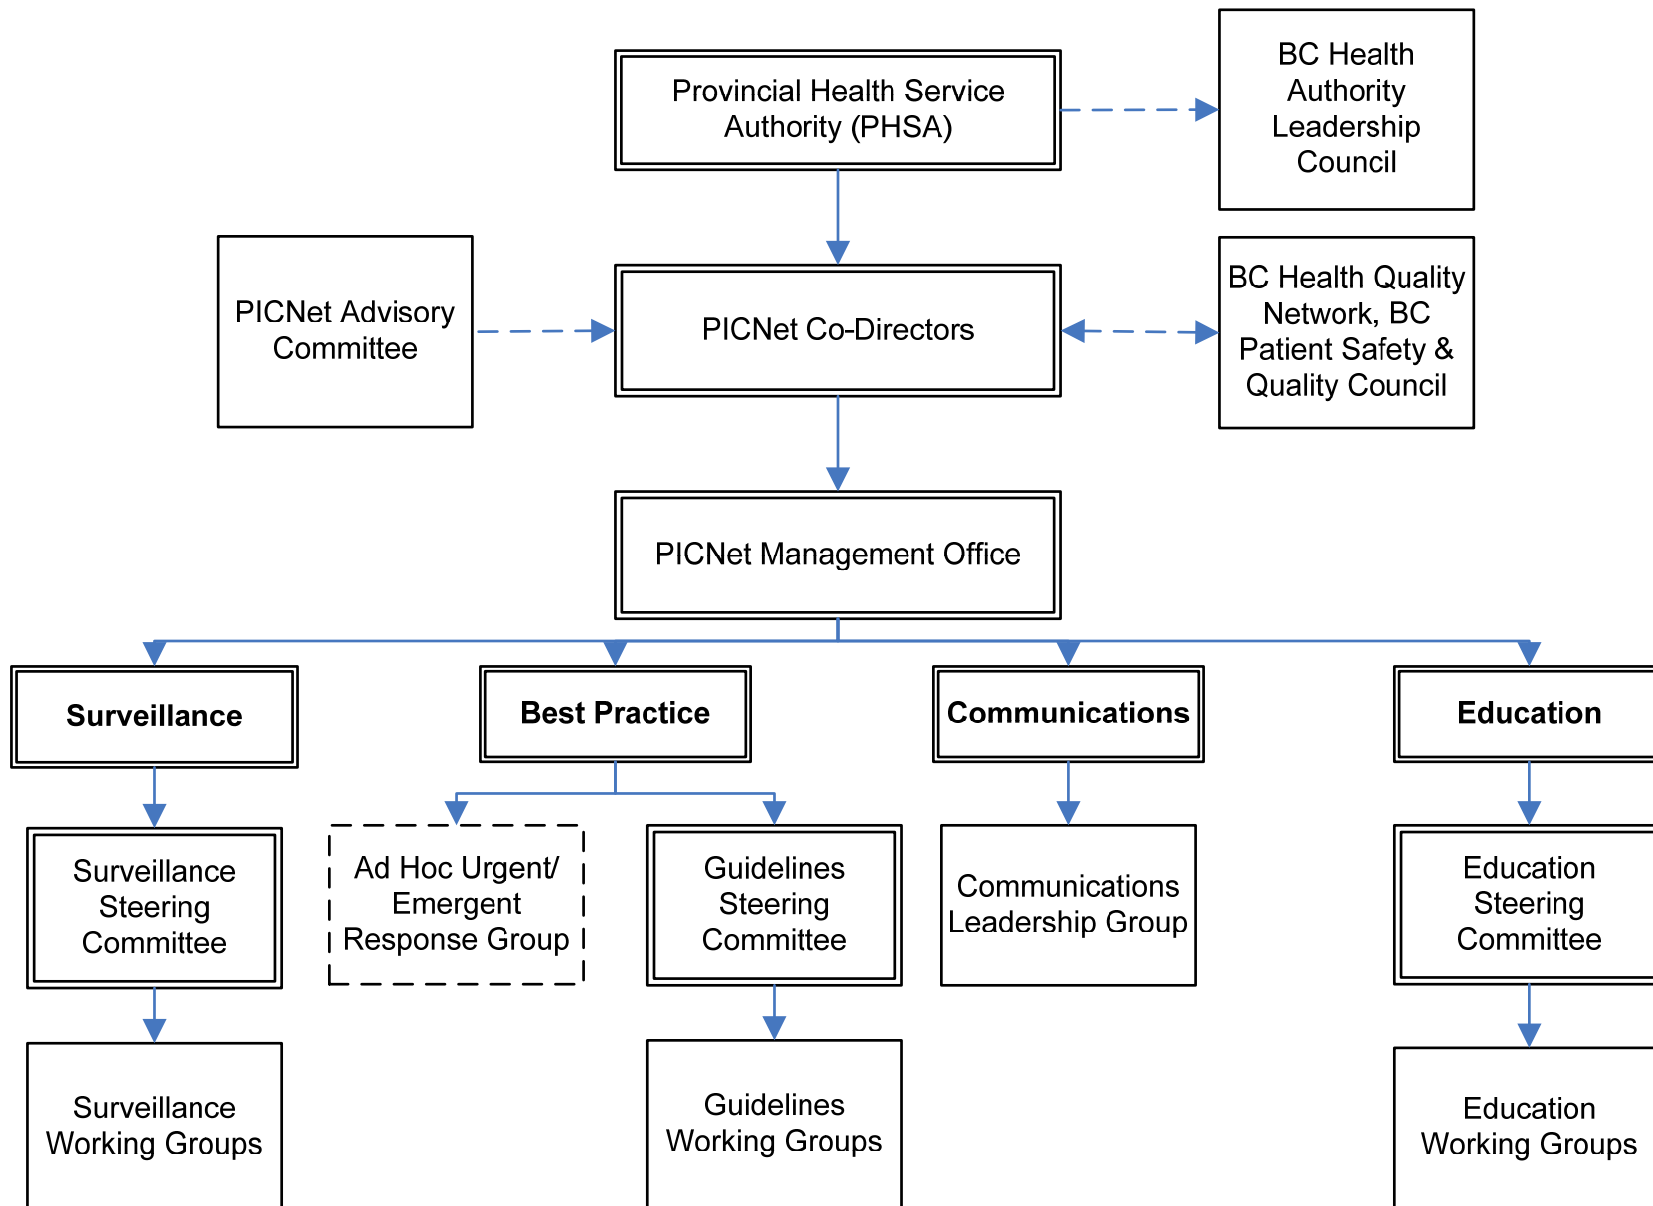 Provincial Health Service
Authority (PHSA)
BC Health
Authority
Leadership
Council
PICNet Advisory
Committee
PICNet Co-Directors
BC Health Quality
Network, BC
Patient Safety &
Quality Council
PICNet Management Office
Surveillance
Best Practice
Communications
Education
Surveillance
Steering
Committee
Ad Hoc Urgent/
Emergent
Response Group
Guidelines
Steering
Committee
Communications
Leadership Group
Education
Steering
Committee
Surveillance
Working Groups
Guidelines
Working Groups
Education
Working Groups